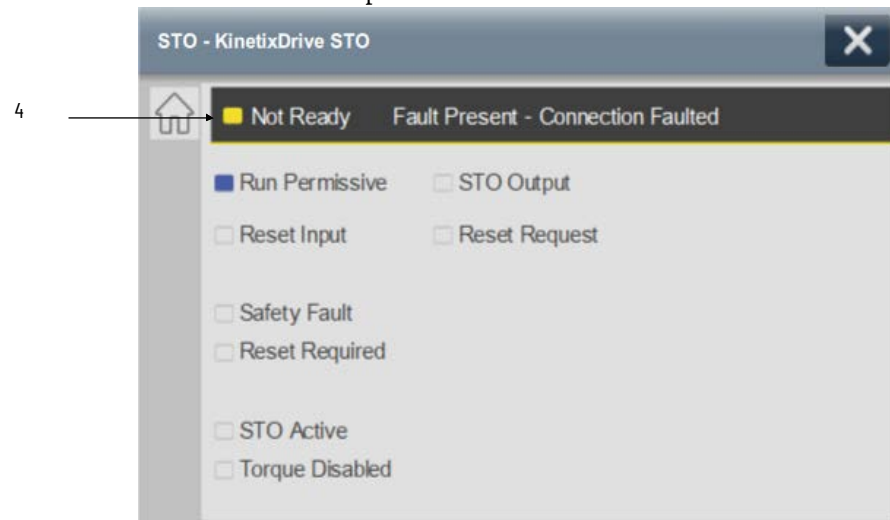 STO - KinetixDrive STO
4
Not Ready Fault Present - Connection Faulted
Run Permissive STO Output
Reset Input Reset Request
Safety Fault
Reset Required
STO Active
Torque Disabled